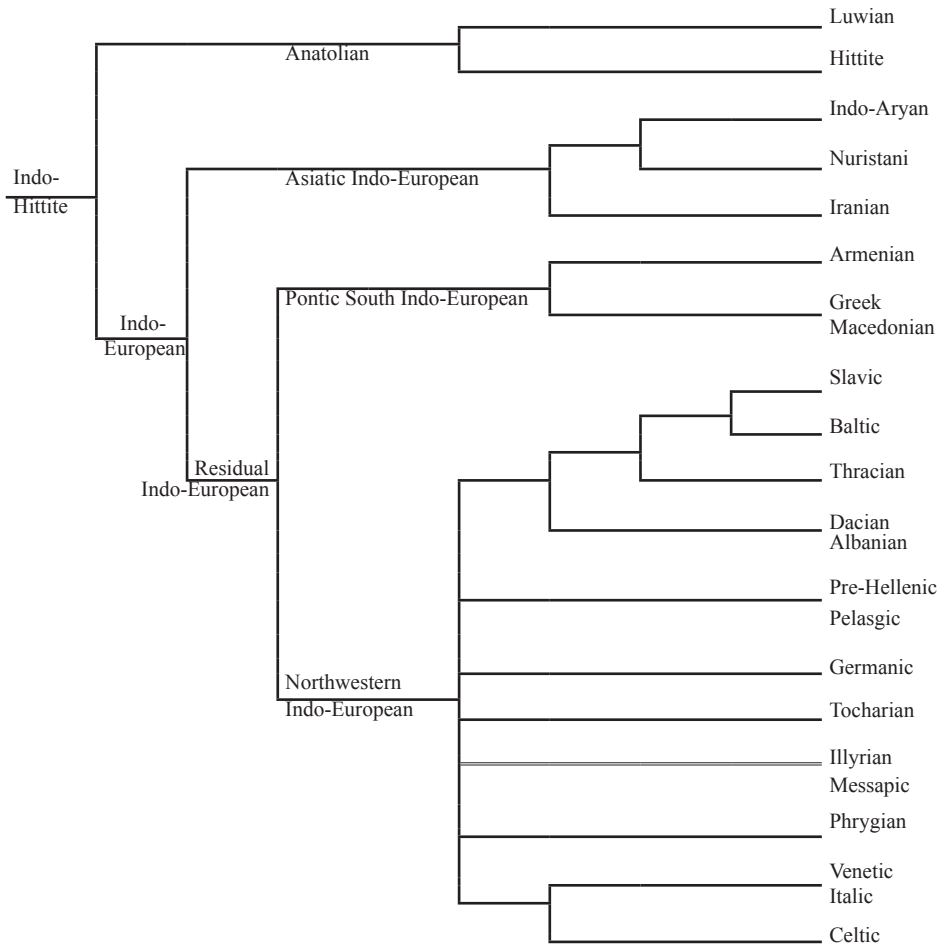 Luwian
Anatolian
Hittite
Indo-Aryan
Nuristani
Indo-
Hittite
Asiatic Indo-European
Iranian
Armenian
Pontic South Indo-European
Greek
Macedonian
Indo-
European
Slavic
Baltic
Residual
Indo-European
Thracian
Dacian
Albanian
Pre-Hellenic
Pelasgic
Germanic
Northwestern
Indo-European
Tocharian
Illyrian
Messapic
Phrygian
Venetic
Italic
Celtic